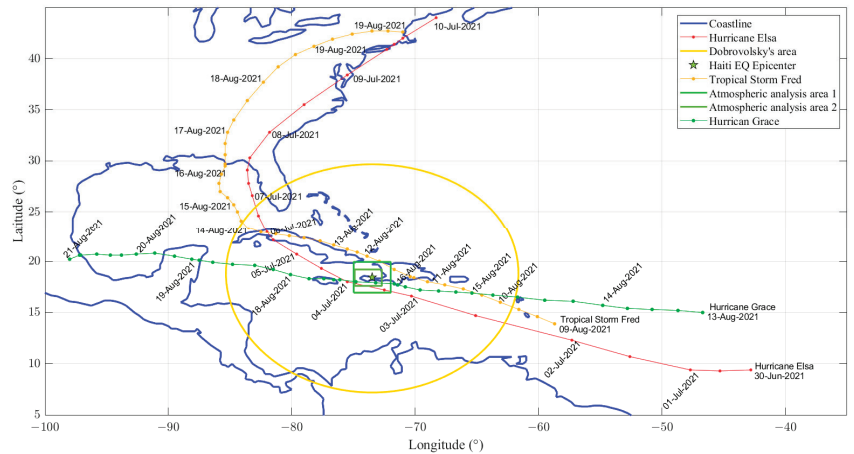 Laitude (°)
40
35
30
25
20
15
10
5
−100
−90
−80
−70
−60
−50
−40
Longitude (°)
Coastline
Hurricane Elsa
Dobrovolsky's area
Haiti EQ Epicenter
Tropical Storm Fred
Atmospheric analysis area 1
Atmospheric analysis area 2
Hurrican Grace
19-Aug-2021
10-Jul-2021
19-Aug-2021
18-Aug-2021
09-Jul-2021
17-Aug-2021
08-Jul-2021
16-Aug-2021
07-Jul-2021
15-Aug-2021
14-Aug-2021
13-Aug-2021
12-Aug-2021
21-Aug-2021
20-Aug-2021
05-Jul-2021
16-Aug-2021
11-Aug-2021
15-Aug-2021
10-Aug-2021
14-Aug-2021
19-Aug-2021
18-Aug-2021
04-Jul-2021
03-Jul-2021
Hurricane Grace
13-Aug-2021
Tropical Storm Fred
09-Aug-2021
02-Jul-2021
Hurricane Elsa
30-Jun-2021
01-Jul-2021